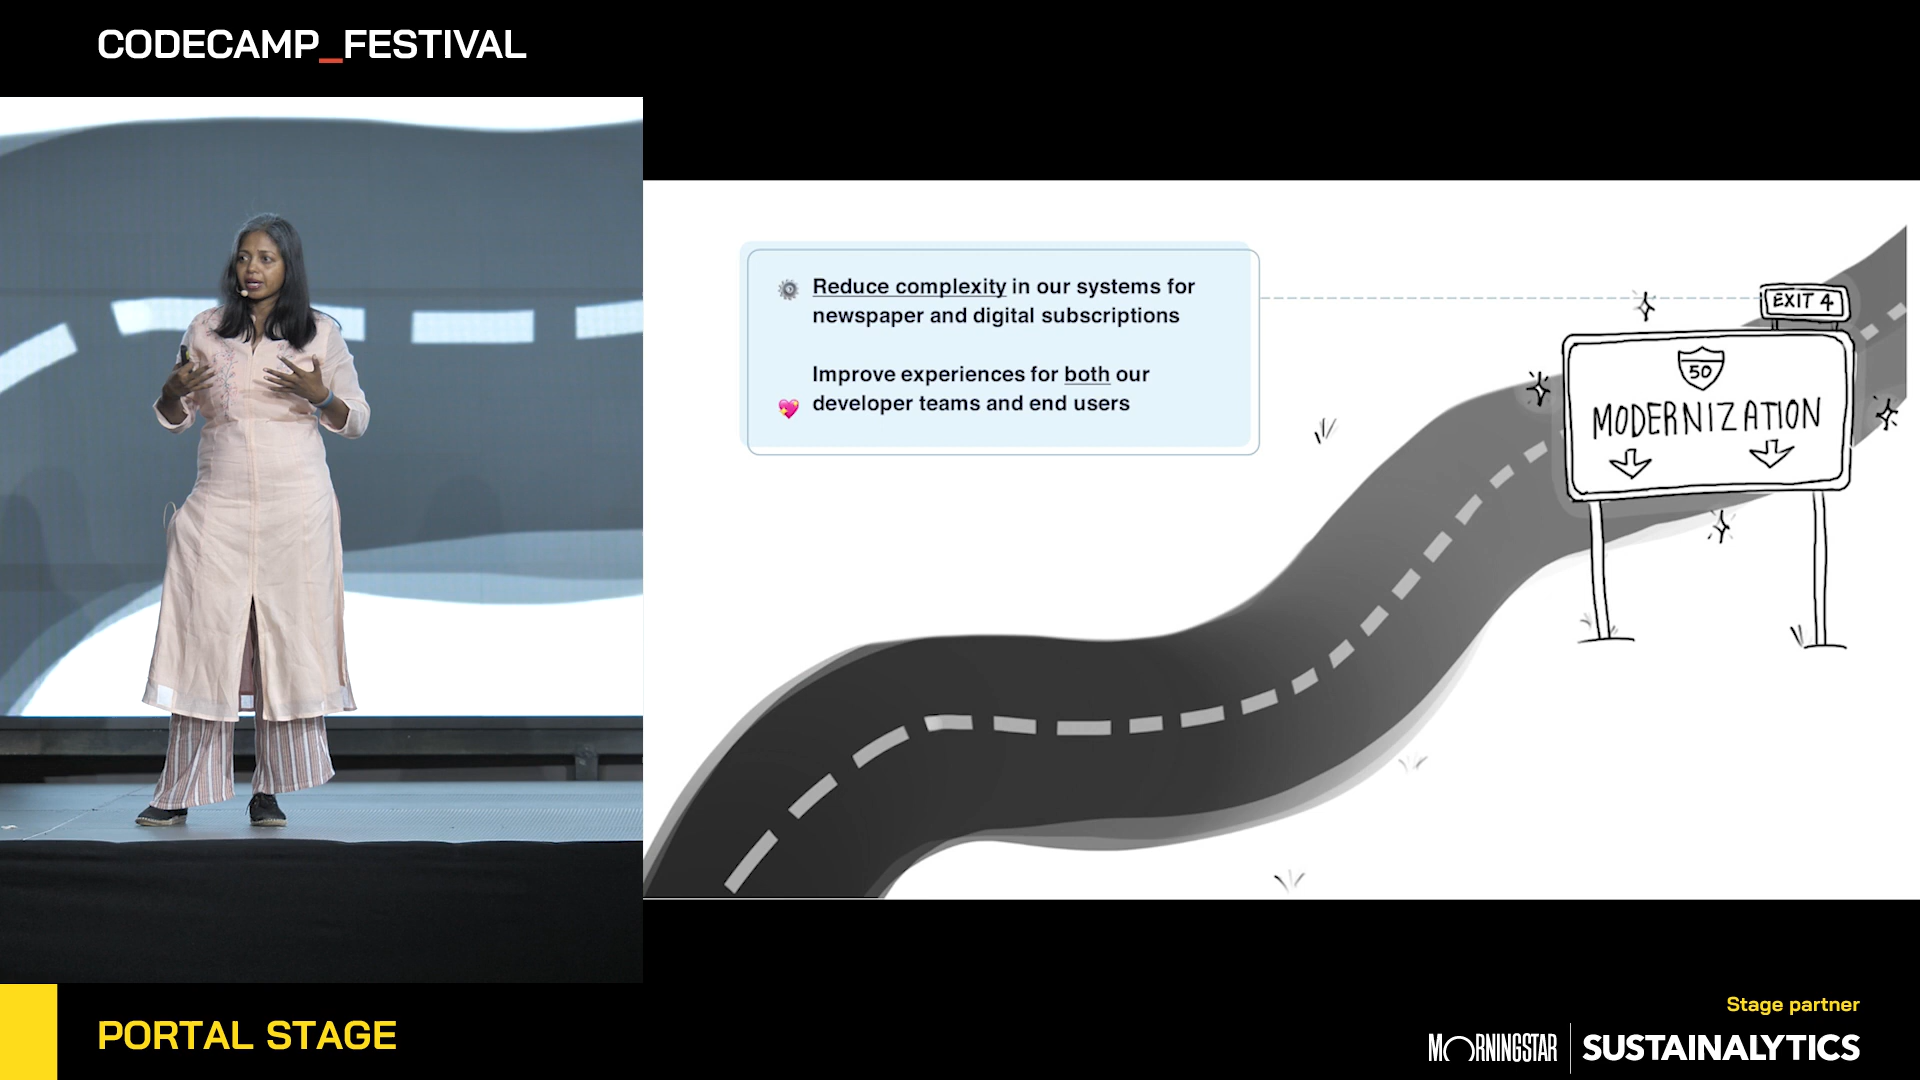 CODECAMP_FESTIVAL
Reduce complexity in our systems for
newspaper and digital subscriptions
Improve experiences for both our
developer teams and end users
EXIT 4
50
MODERNIZATION
PORTAL STAGE
Stage partner
MORNINGSTAR | SUSTAINALYTICS